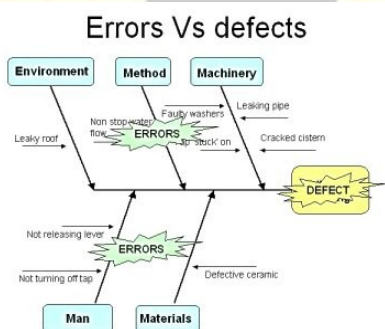 Errors Vs defects
Environment
Method
Machinery
Leaking pipe
Faulty washers
Non stop water
flow
ERRORS
'stuck' on
Cracked cistern
Leaky roof
DEFECT
Not releasing lever
ERRORS
Not turning off tap
Defective ceramic
Man
Materials